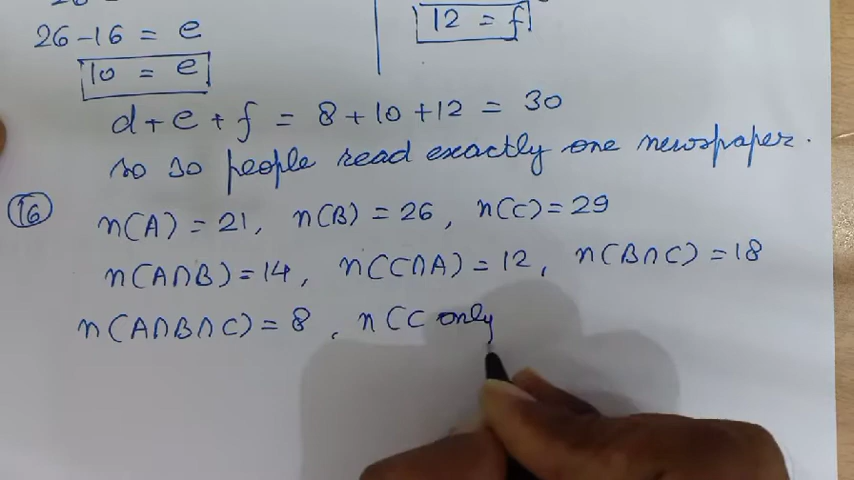 26-16 = e
10 = e
12 = f
d+e+f = 8+10+12 = 30
so 30 people read exactly one newspaper.
16
n(A) = 21, n(B) = 26, n(C) = 29
n(A∩B) = 14, n(C∩A) = 12, n(B∩C) = 18
n(A∩B∩C) = 8, n(C only